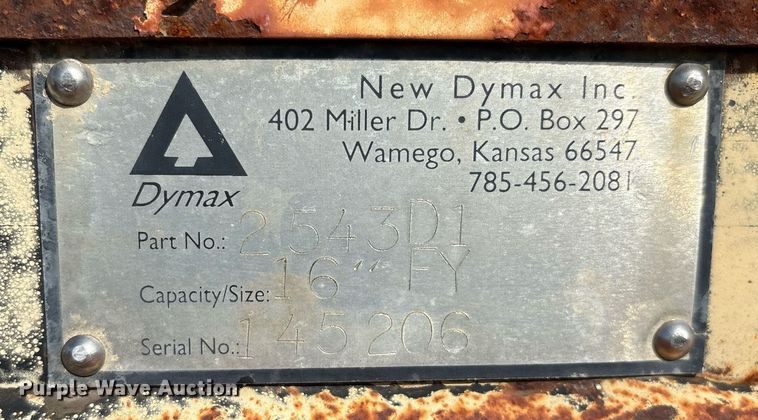 New Dymax Inc.
402 Miller Dr. • P.O. Box 297
Wamego, Kansas 66547
785-456-2081
Dymax
Part No.: 2543D1
Capacity/Size: 16" FY
Serial No.: 145206
Purple Wave Auction